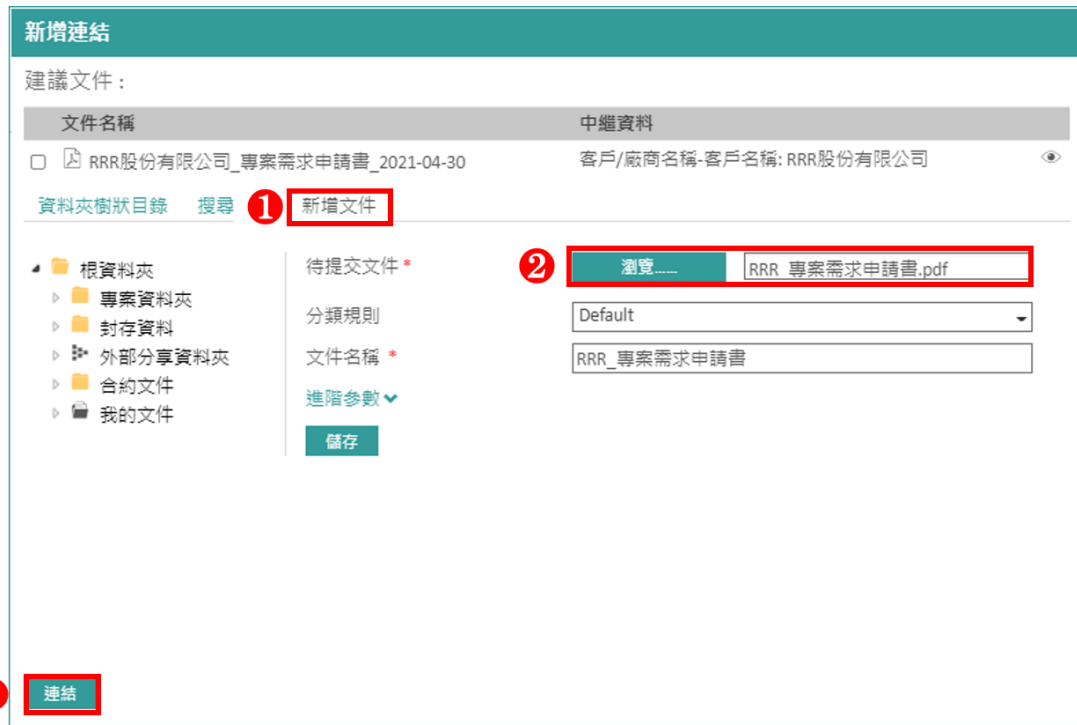 新增連結
建議文件：
文件名稱 中繼資料
RRR股份有限公司_專案需求申請書_2021-04-30 客戶/廠商名稱-客戶名稱: RRR股份有限公司
資料夾樹狀目錄 搜尋 1 新增文件
根資料夾 待提交文件 * 2 瀏覽...... RRR_專案需求申請書.pdf
專案資料夾
封存資料 分類規則 Default
外部分享資料夾 文件名稱 * RRR_專案需求申請書
合約文件 進階參數
我的文件
儲存
連結